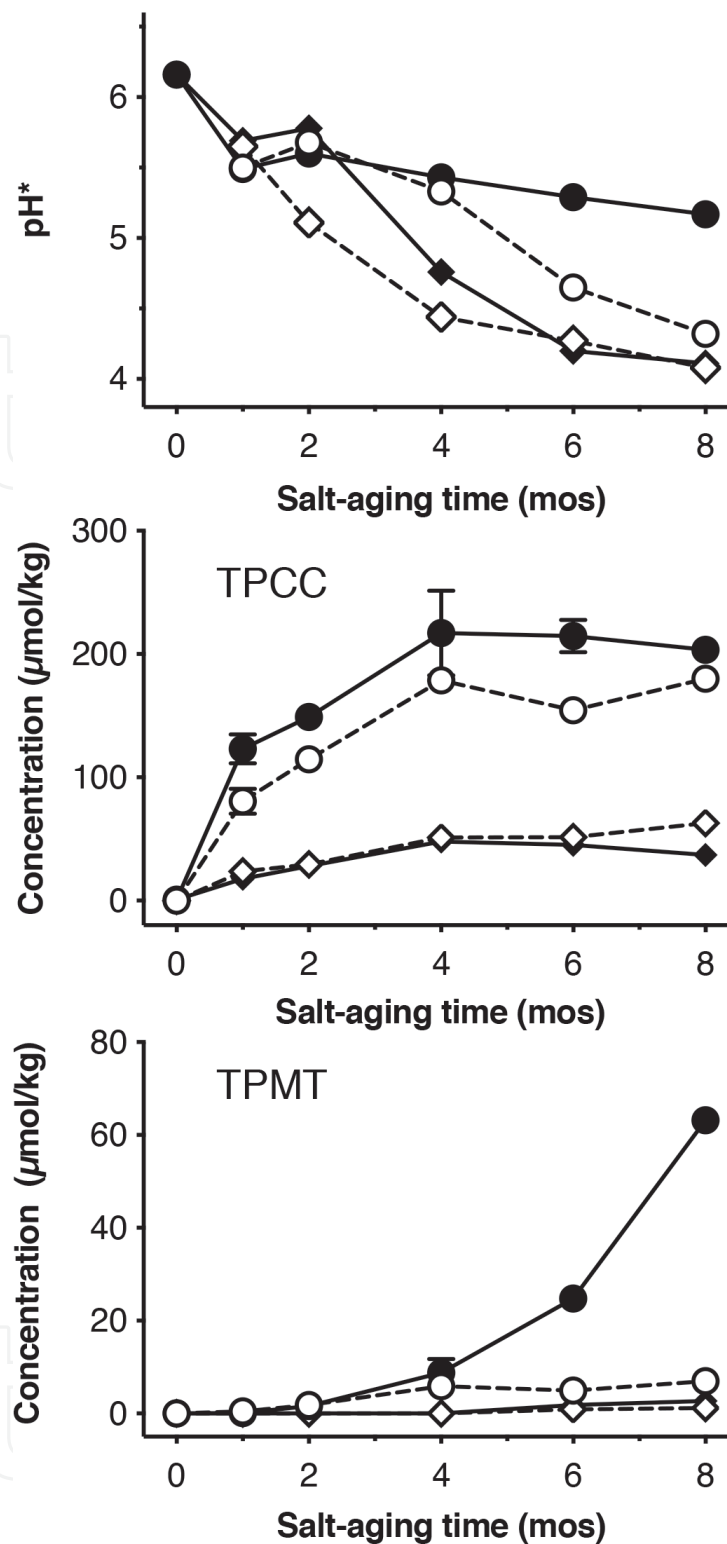 6
5
4
pH*
0 2 4 6 8
Salt-aging time (mos)
300
200
100
0
Concentration (µmol/kg)
TPCC
0 2 4 6 8
Salt-aging time (mos)
80
60
40
20
0
Concentration (µmol/kg)
TPMT
0 2 4 6 8
Salt-aging time (mos)